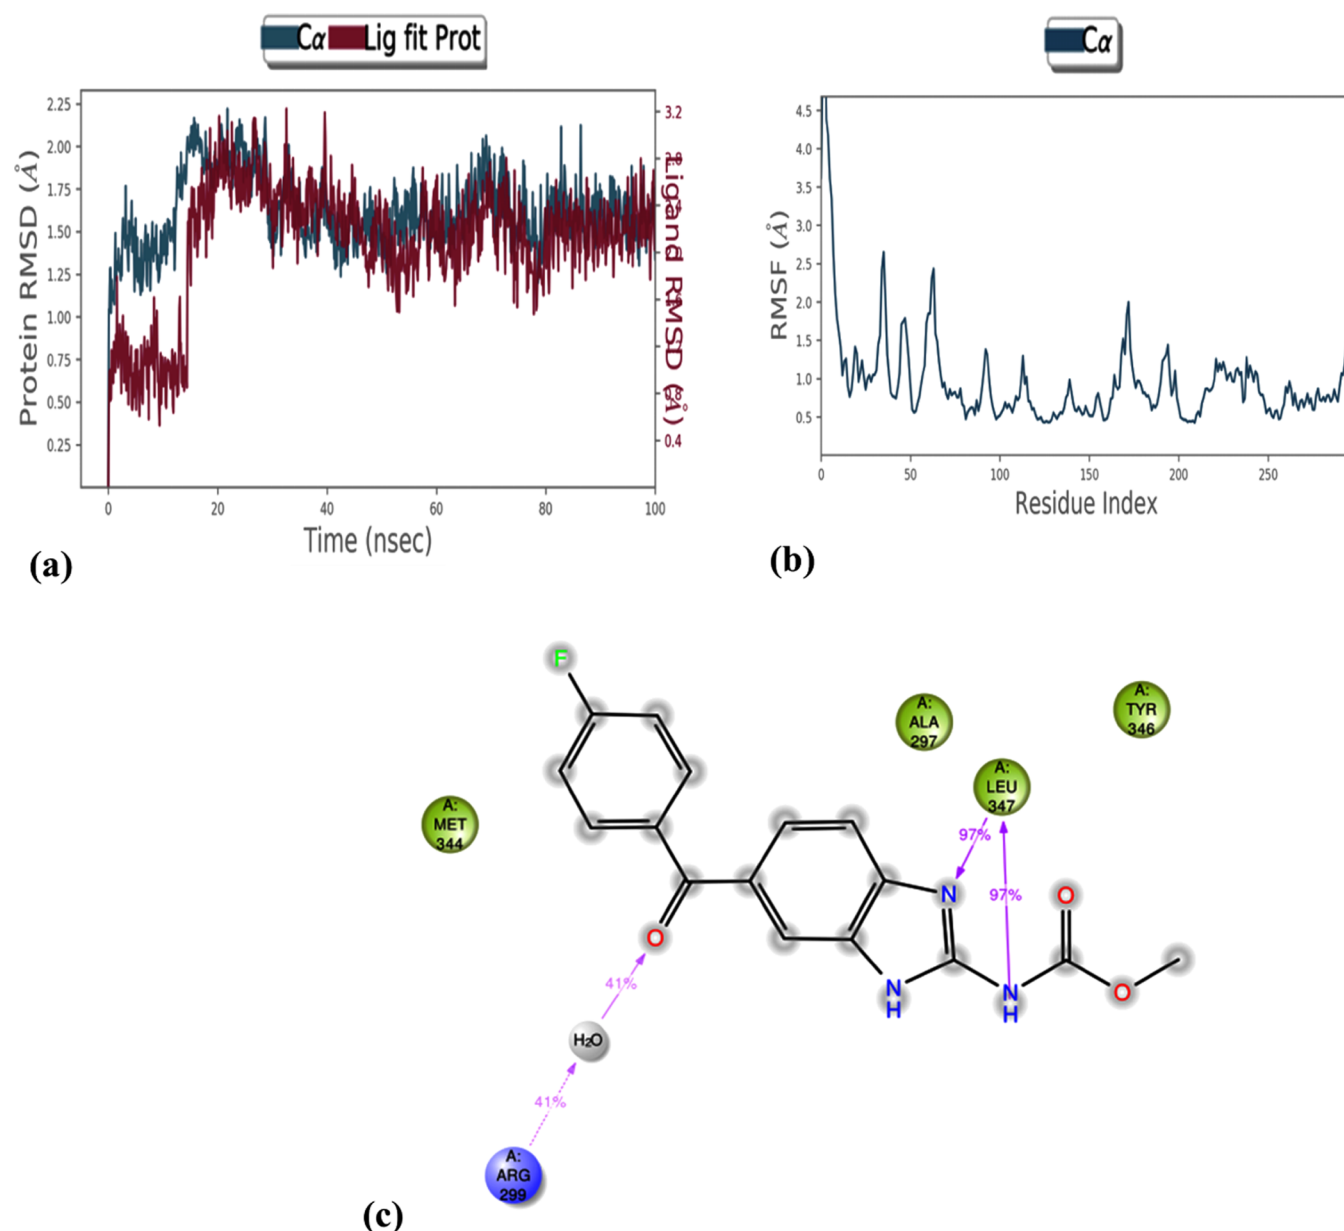 Cα Lig fit Prot
Protein RMSD (Å)
2.25
2.00
1.75
1.50
1.25
1.00
0.75
0.50
0.25
3.2
0.4
Ligand RMSD (Å)
0 20 40 60 80 100
Time (nsec)
(a)
Cα
RMSF (Å)
4.5
4.0
3.5
3.0
2.5
2.0
1.5
1.0
0.5
0 50 100 150 200 250
Residue Index
(b)
F
A:
ALA
297
A:
TYR
346
A:
LEU
347
A:
MET
344
97%
97%
N
O
O
N
H
N
H
O
41%
H₂O
41%
A:
ARG
299
(c)